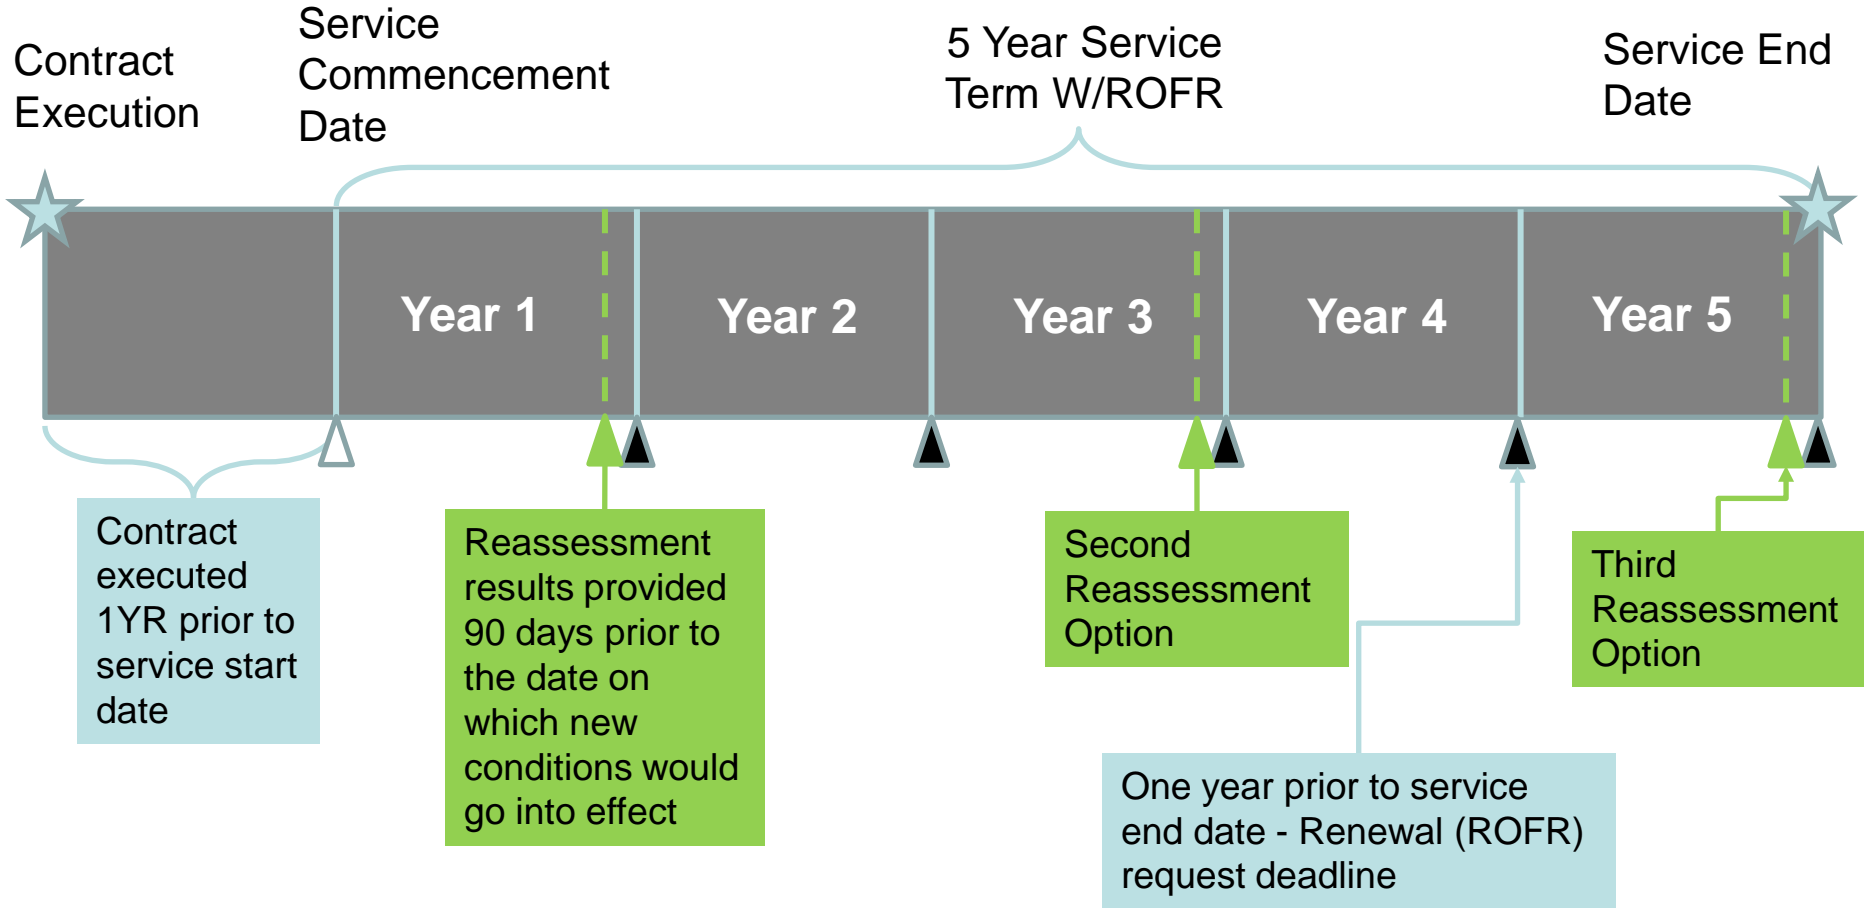 Contract
Execution
Service
Commencement
Date
5 Year Service
Term W/ROFR
Service End
Date
Year 1
Year 2
Year 3
Year 4
Year 5
Contract
executed
1YR prior to
service start
date
Reassessment
results provided
90 days prior to
the date on
which new
conditions would
go into effect
Second
Reassessment
Option
Third
Reassessment
Option
One year prior to service
end date - Renewal (ROFR)
request deadline